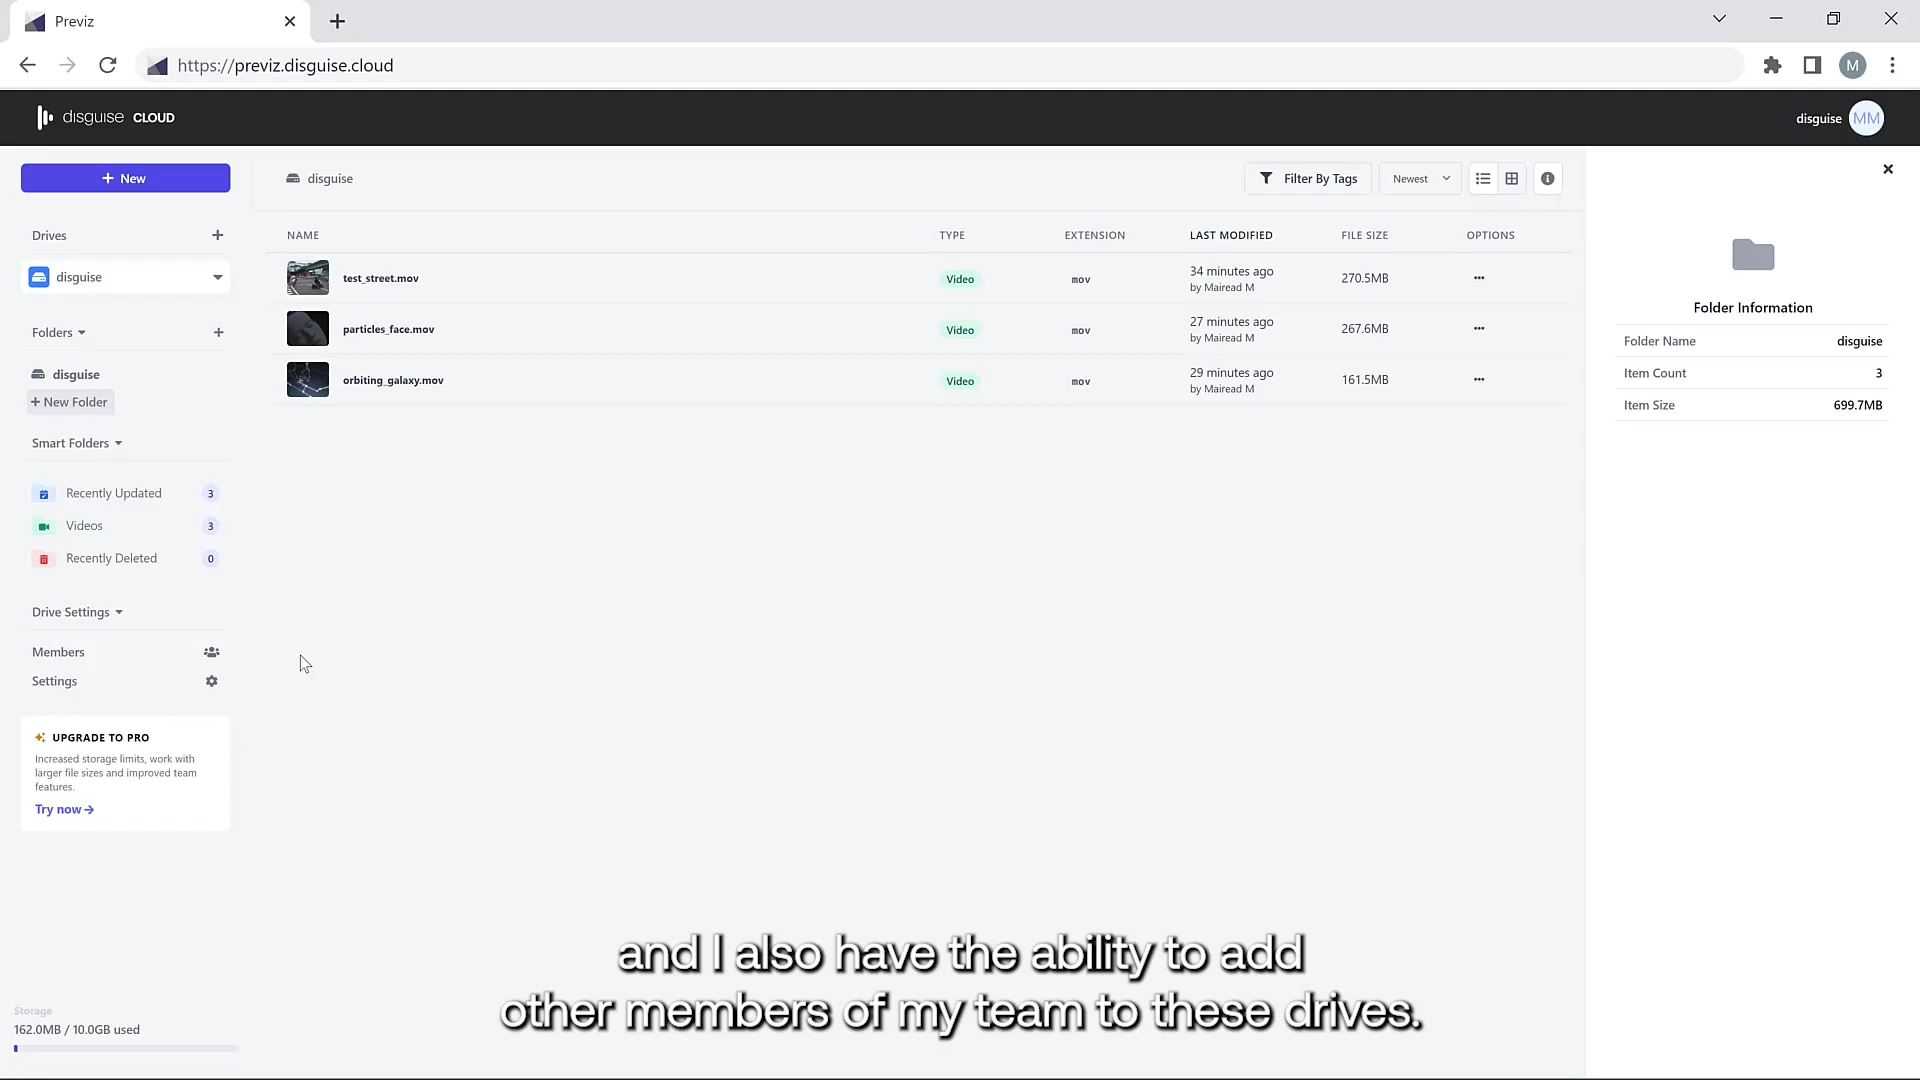 Previz
https://previz.disguise.cloud
M
disguise CLOUD
disguise MM
+ New
disguise
Filter By Tags
Newest
Drives
disguise
Folders
disguise
+ New Folder
Smart Folders
Recently Updated 3
Videos 3
Recently Deleted 0
Drive Settings
Members
Settings
UPGRADE TO PRO
Increased storage limits, work with
larger file sizes and improved team
features.
Try now →
Storage
162.0MB / 10.0GB used
NAME TYPE EXTENSION LAST MODIFIED FILE SIZE OPTIONS
test_street.mov Video mov 34 minutes ago 270.5MB
by Mairead M
particles_face.mov Video mov 27 minutes ago 267.6MB
by Mairead M
orbiting_galaxy.mov Video mov 29 minutes ago 161.5MB
by Mairead M
Folder Information
Folder Name disguise
Item Count 3
Item Size 699.7MB
and I also have the ability to add
other members of my team to these drives.